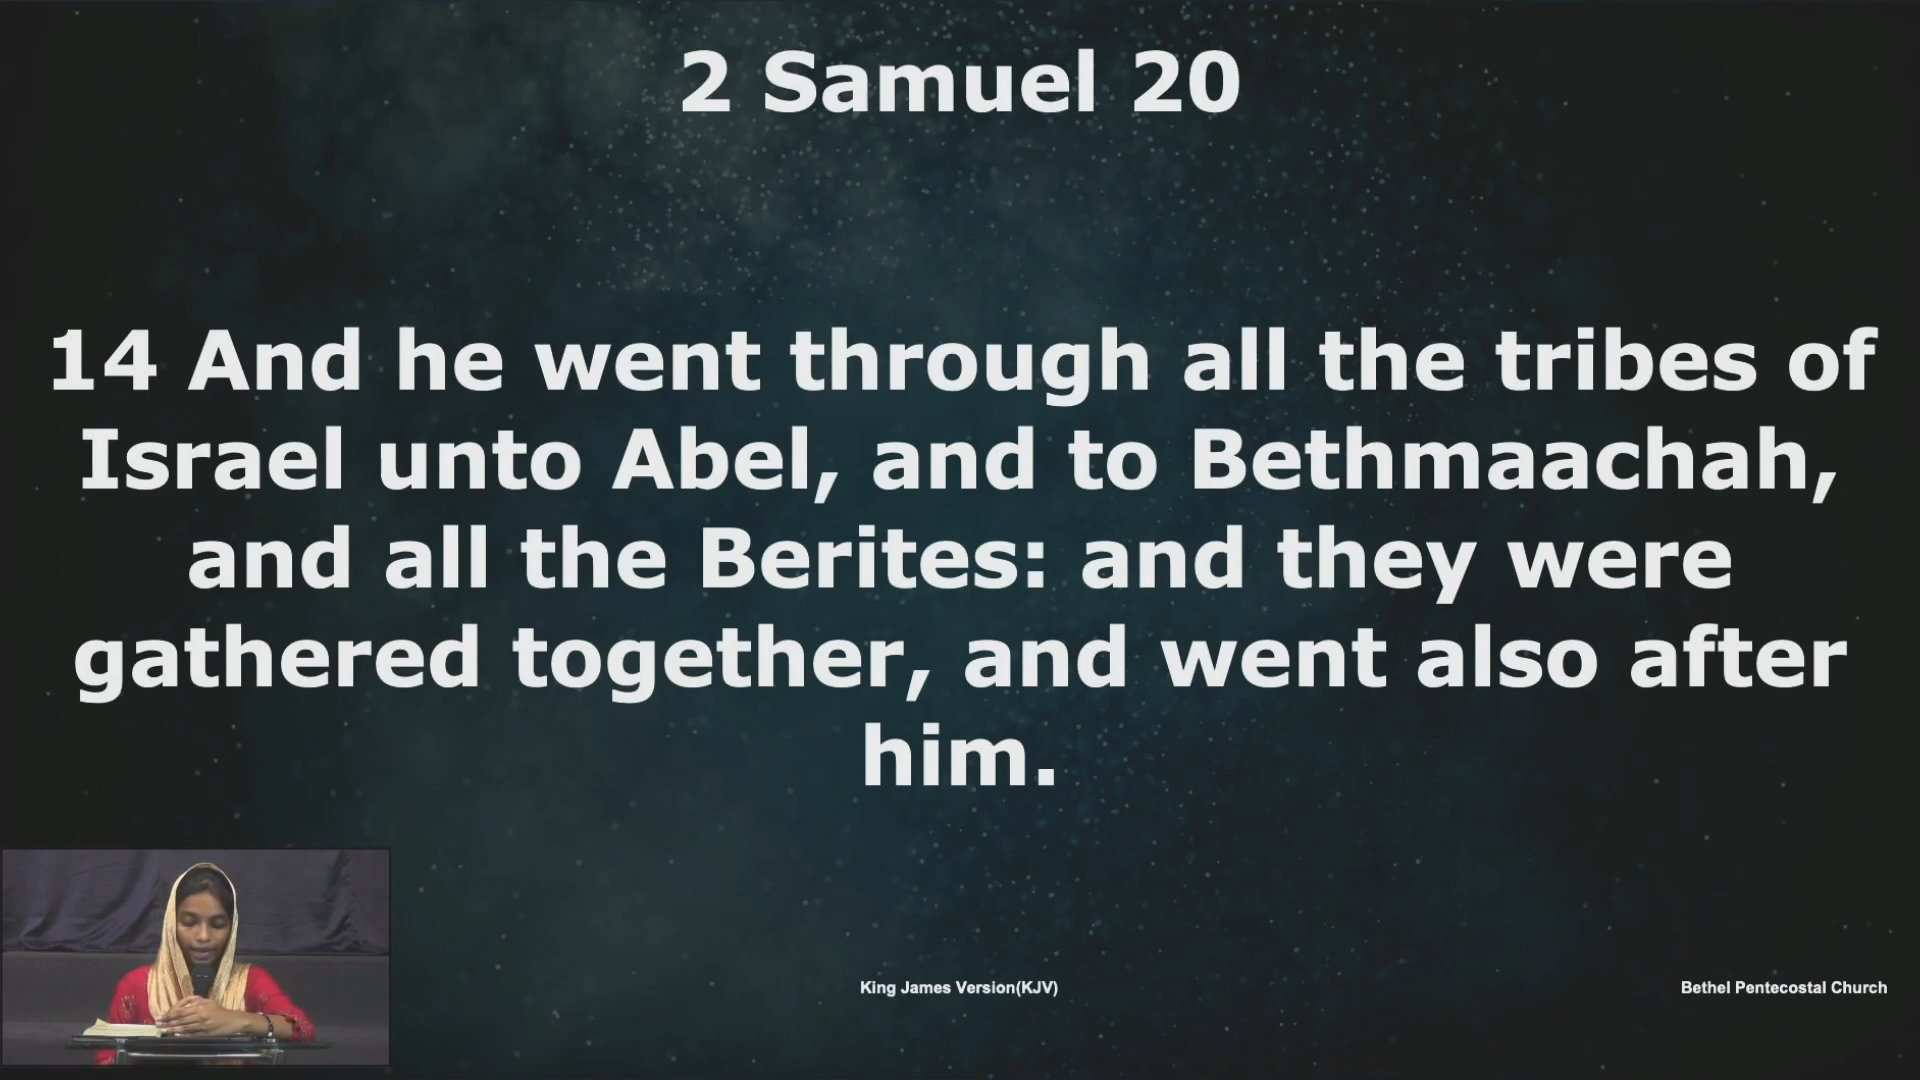 2 Samuel 20
14 And he went through all the tribes of
Israel unto Abel, and to Bethmaachah,
and all the Berites: and they were
gathered together, and went also after
him.
King James Version(KJV)
Bethel Pentecostal Church